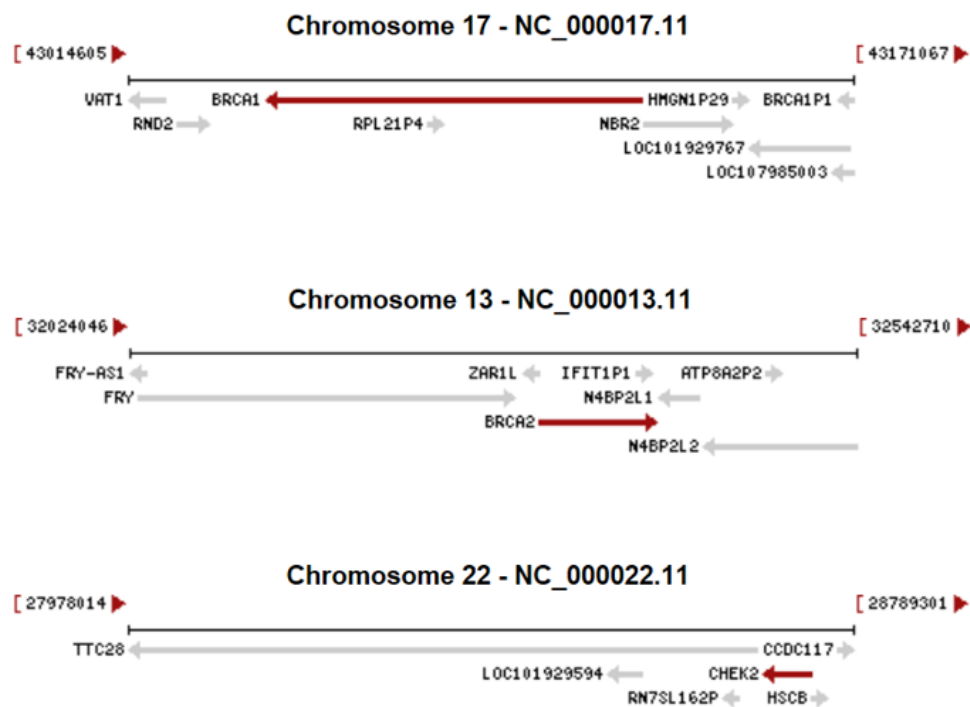 Chromosome 17 - NC_000017.11
[ 43014605 43171067
VAT1 BRCA1 HMGN1P29 BRCA1P1
RND2 RPL21P4 NBR2
LOC101929767
LOC107985003
Chromosome 13 - NC_000013.11
[ 32024046 [ 32542710
FRY-AS1 ZAR1L IFIT1P1 ATP8A2P2
FRY N4BP2L1
BRCA2
N4BP2L2
Chromosome 22 - NC_000022.11
[ 27978014 [ 28789301
TTC28 CCDC117
LOC101929594 CHEK2
RN7SL162P HSCB